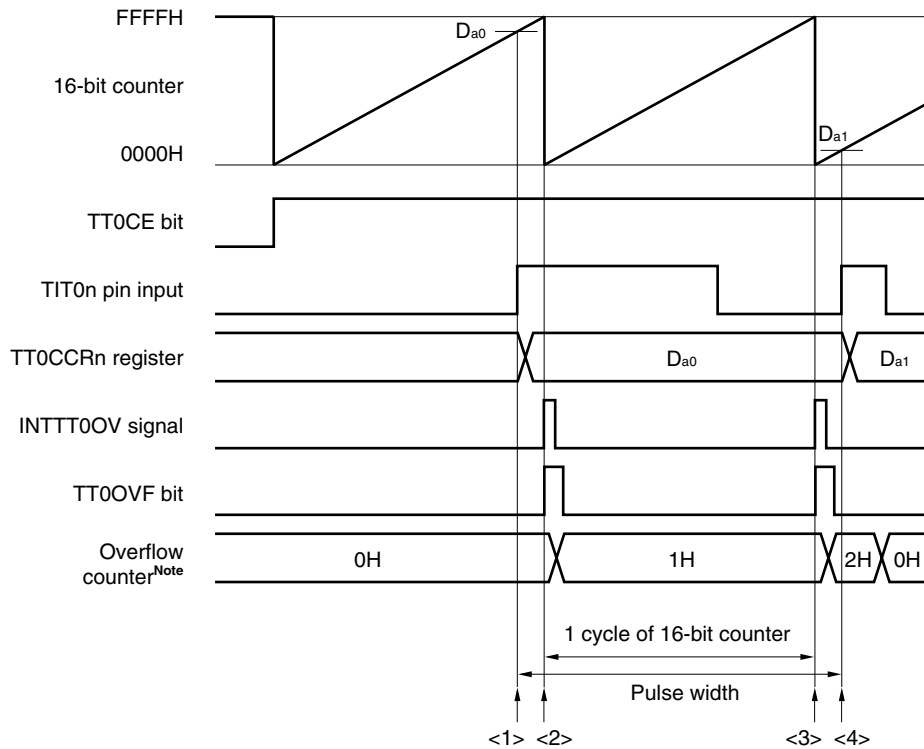 FFFFH
Da0
16-bit counter
Da1
0000H
TT0CE bit
TIT0n pin input
TT0CCRn register
Da0
Da1
INTTT0OV signal
TT0OVF bit
Overflow
counterNote
0H
1H
2H
0H
1 cycle of 16-bit counter
Pulse width
<1> <2> <3> <4>